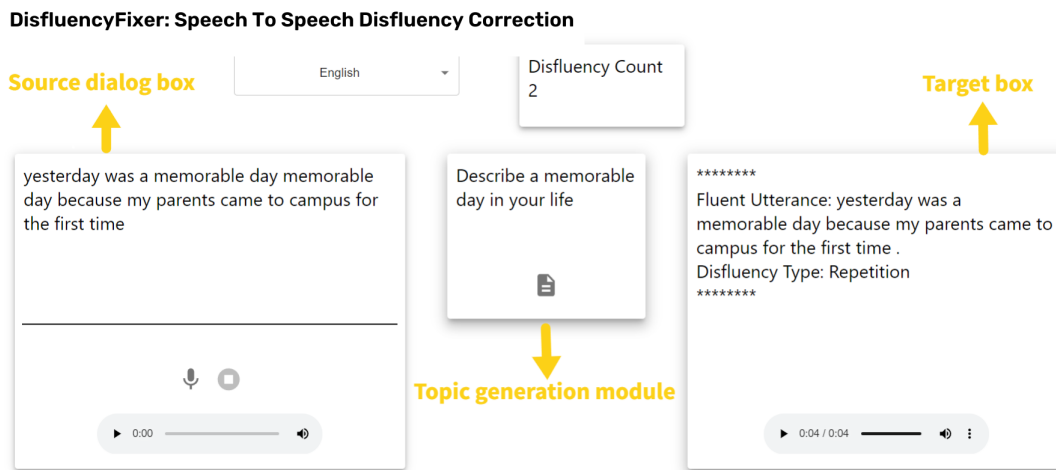 DisfluencyFixer: Speech To Speech Disfluency Correction
Source dialog box
English
Disfluency Count
2
Target box
yesterday was a memorable day memorable
day because my parents came to campus for
the first time
0:00
Describe a memorable
day in your life
Topic generation module
********
Fluent Utterance: yesterday was a
memorable day because my parents came to
campus for the first time .
Disfluency Type: Repetition
********
0:04 / 0:04